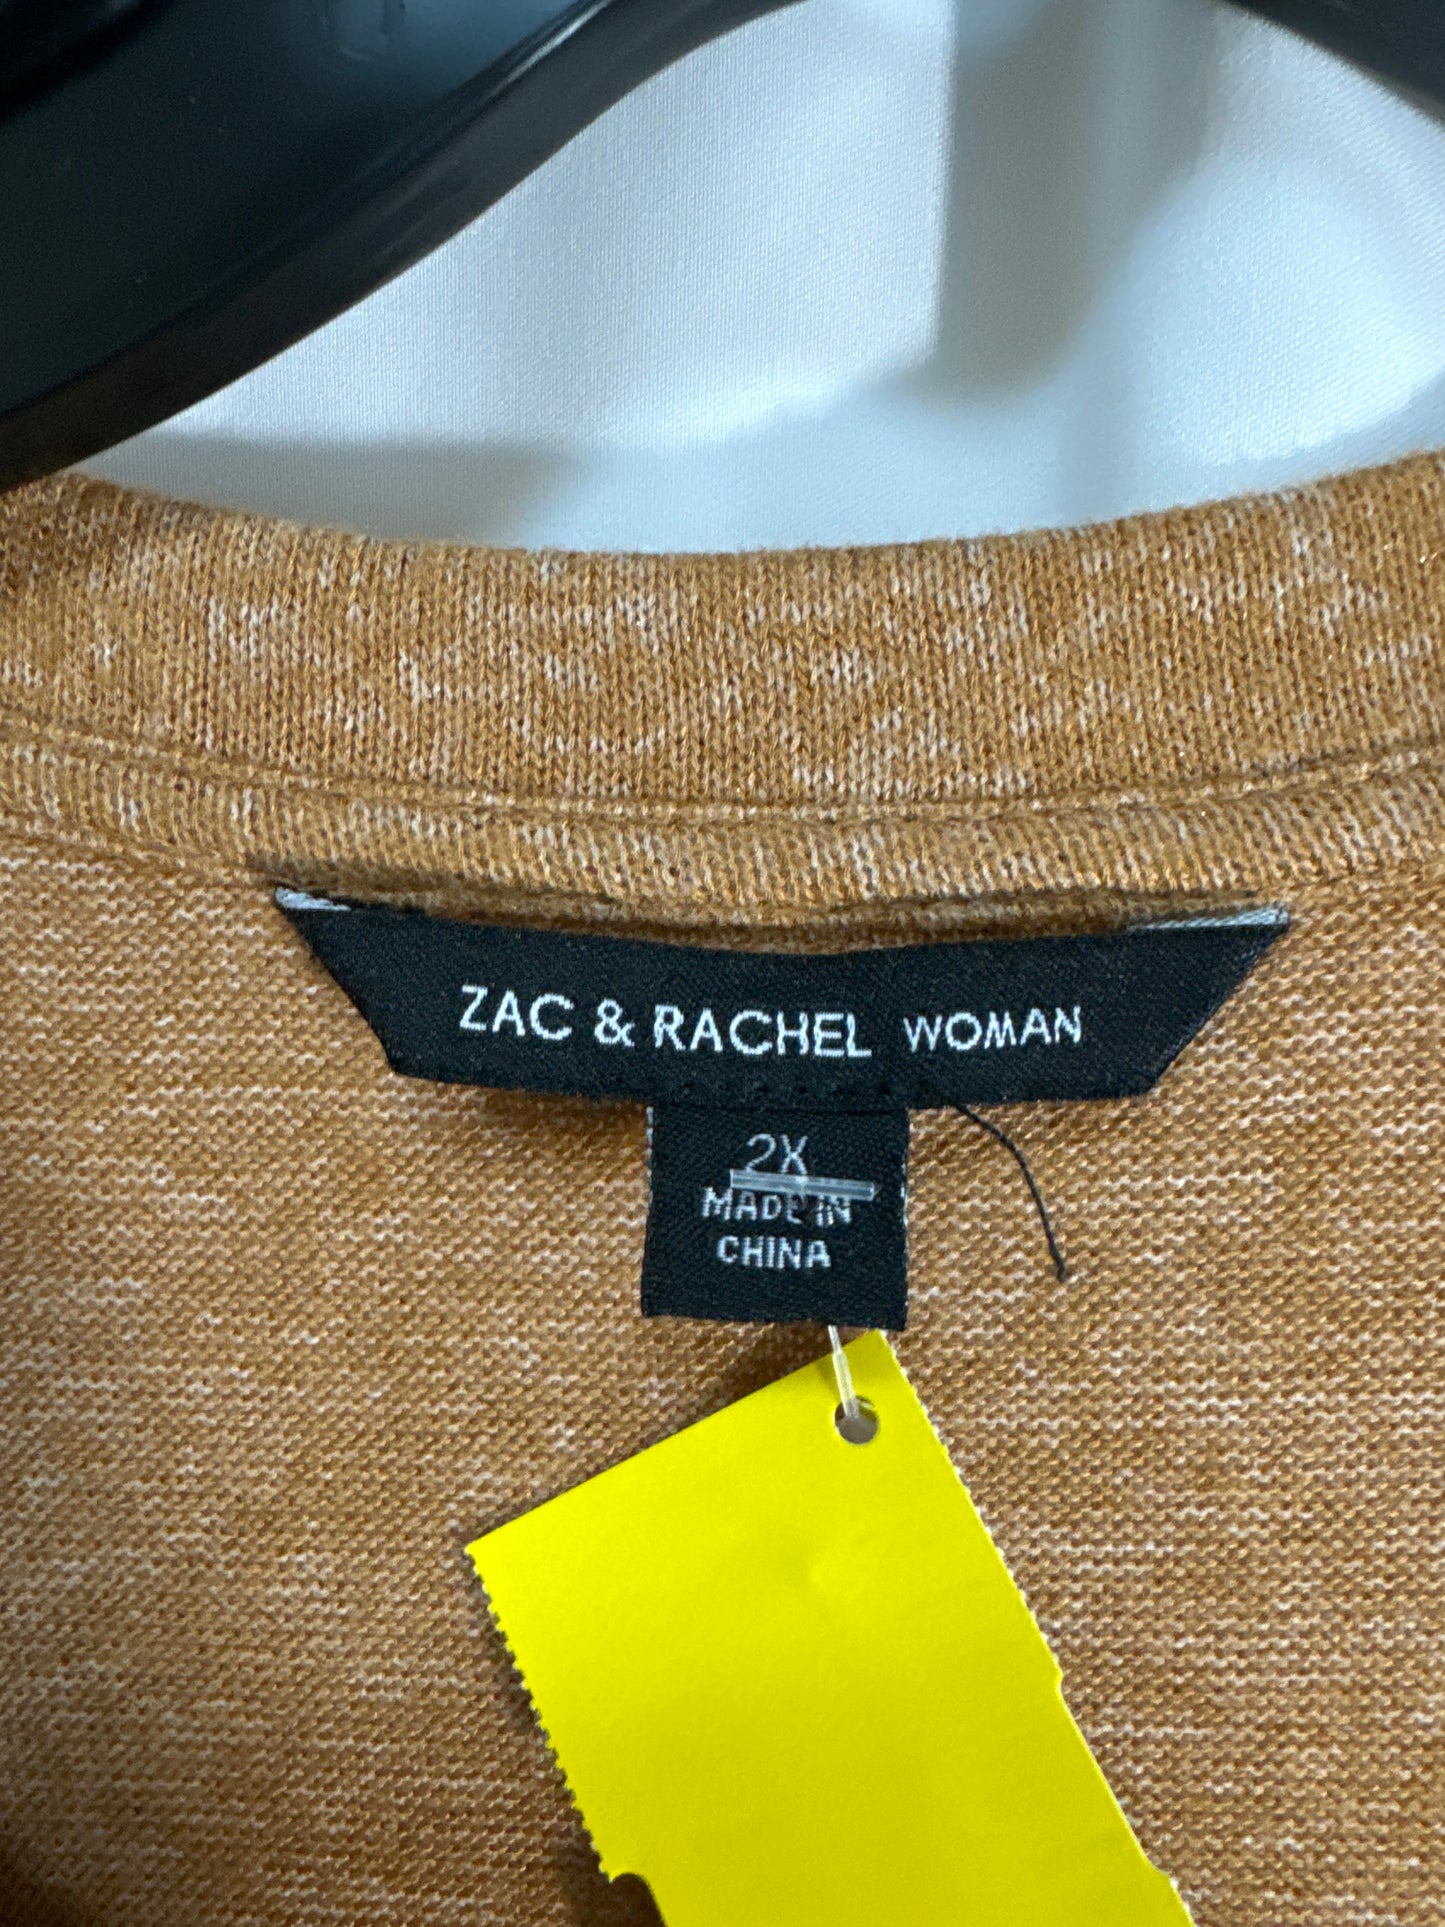 ZAC & RACHEL WOMAN
2X
MADE IN
CHINA